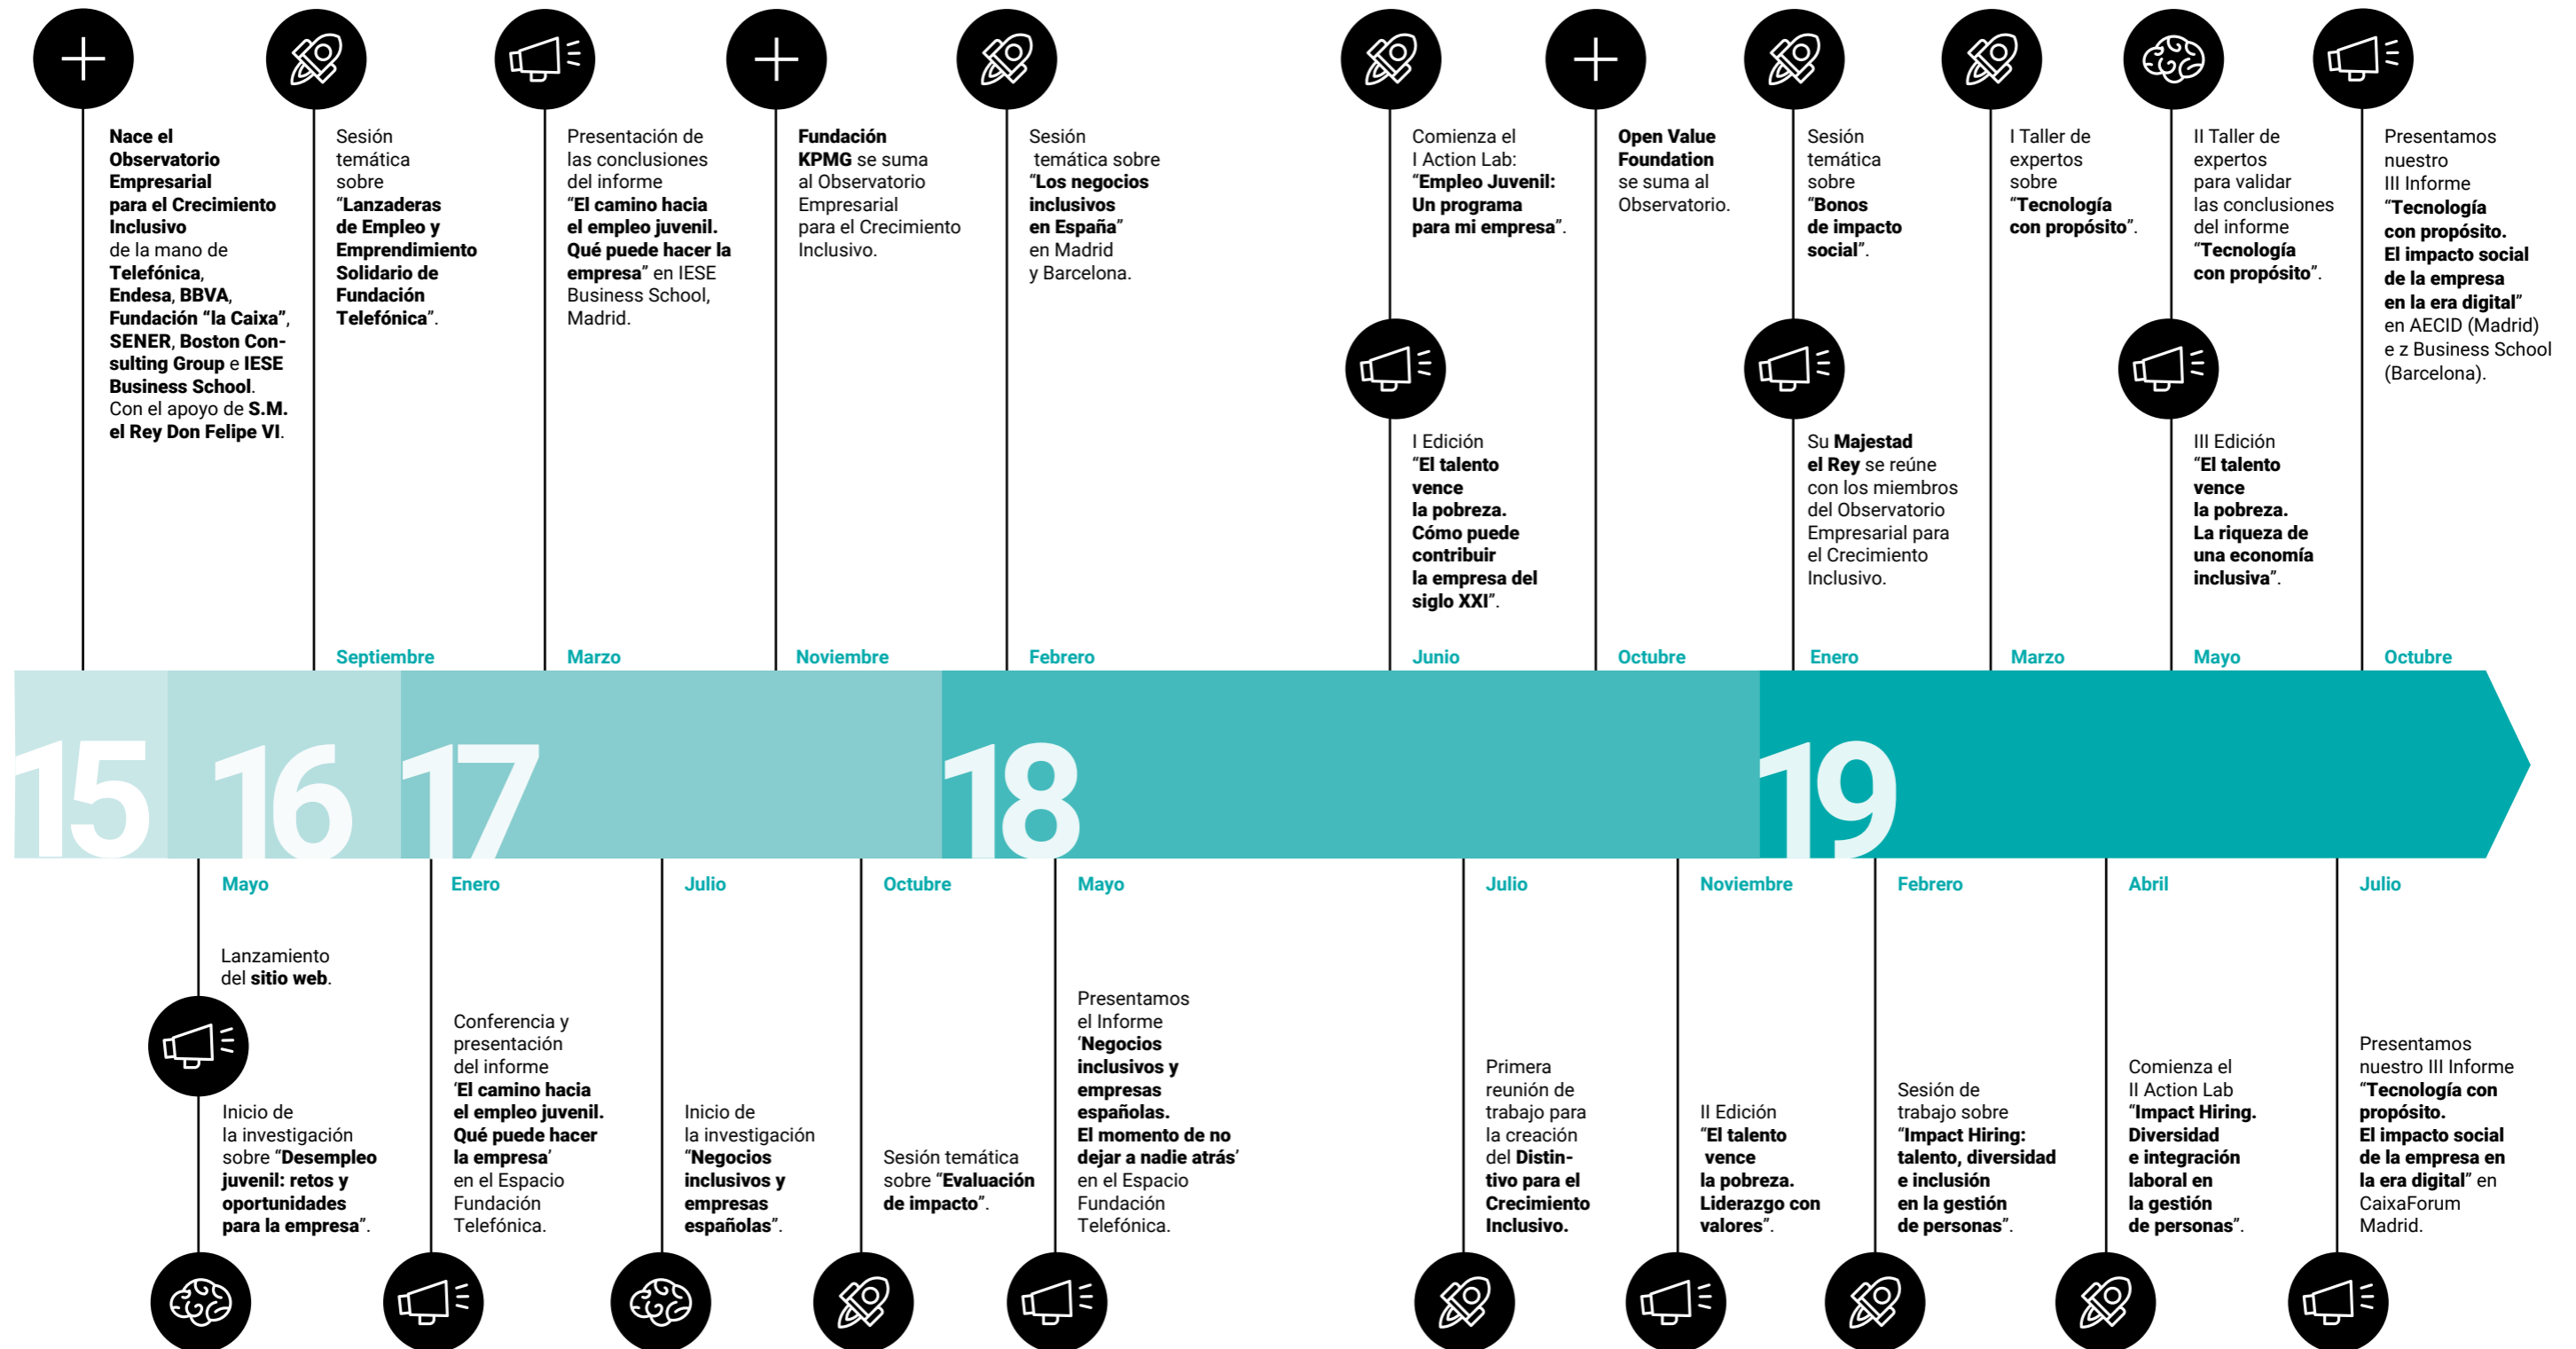 Nace el
Observatorio
Empresarial
para el Crecimiento
Inclusivo
de la mano de
Telefónica,
Endesa, BBVA,
Fundación “la Caixa”,
SENER, Boston Con-
sulting Group e IESE
Business School.
Con el apoyo de S.M.
el Rey Don Felipe VI.
Sesión
temática
sobre
“Lanzaderas
de Empleo y
Emprendimiento
Solidario de
Fundación
Telefónica”.
Septiembre
Presentación de
las conclusiones
del informe
“El camino hacia
el empleo juvenil.
Qué puede hacer la
empresa” en IESE
Business School,
Madrid.
Marzo
Fundación
KPMG se suma
al Observatorio
Empresarial
para el Crecimiento
Inclusivo.
Noviembre
Sesión
temática sobre
“Los negocios
inclusivos
en España”
en Madrid
y Barcelona.
Febrero
Comienza el
I Action Lab:
“Empleo Juvenil:
Un programa
para mi empresa”.
I Edición
“El talento
vence
la pobreza.
Cómo puede
contribuir
la empresa del
siglo XXI”.
Junio
Open Value
Foundation
se suma al
Observatorio.
Octubre
Sesión
temática
sobre
“Bonos
de impacto
social”.
Su Majestad
el Rey se reúne
con los miembros
del Observatorio
Empresarial para
el Crecimiento
Inclusivo.
Enero
I Taller de
expertos
sobre
“Tecnología
con propósito”.
Marzo
II Taller de
expertos
para validar
las conclusiones
del informe
“Tecnología
con propósito”.
III Edición
“El talento
vence
la pobreza.
La riqueza de
una economía
inclusiva”.
Mayo
Presentamos
nuestro
III Informe
“Tecnología
con propósito.
El impacto social
de la empresa
en la era digital”
en AECID (Madrid)
e z Business School
(Barcelona).
Octubre
15
16
17
18
19
Mayo
Lanzamiento
del sitio web.
Inicio de
la investigación
sobre “Desempleo
juvenil: retos y
oportunidades
para la empresa”.
Enero
Conferencia y
presentación
del informe
‘El camino hacia
el empleo juvenil.
Qué puede hacer
la empresa’
en el Espacio
Fundación
Telefónica.
Julio
Inicio de
la investigación
“Negocios
inclusivos y
empresas
españolas”.
Octubre
Sesión temática
sobre “Evaluación
de impacto”.
Mayo
Presentamos
el Informe
‘Negocios
inclusivos y
empresas
españolas.
El momento de no
dejar a nadie atrás’
en el Espacio
Fundación
Telefónica.
Julio
Primera
reunión de
trabajo para
la creación
del Distin-
tivo para el
Crecimiento
Inclusivo.
Noviembre
II Edición
“El talento
vence
la pobreza.
Liderazgo con
valores”.
Febrero
Sesión de
trabajo sobre
“Impact Hiring:
talento, diversidad
e inclusión
en la gestión
de personas”.
Abril
Comienza el
II Action Lab
“Impact Hiring.
Diversidad
e integración
laboral en
la gestión
de personas”.
Julio
Presentamos
nuestro III Informe
“Tecnología con
propósito.
El impacto social
de la empresa en
la era digital” en
CaixaForum
Madrid.